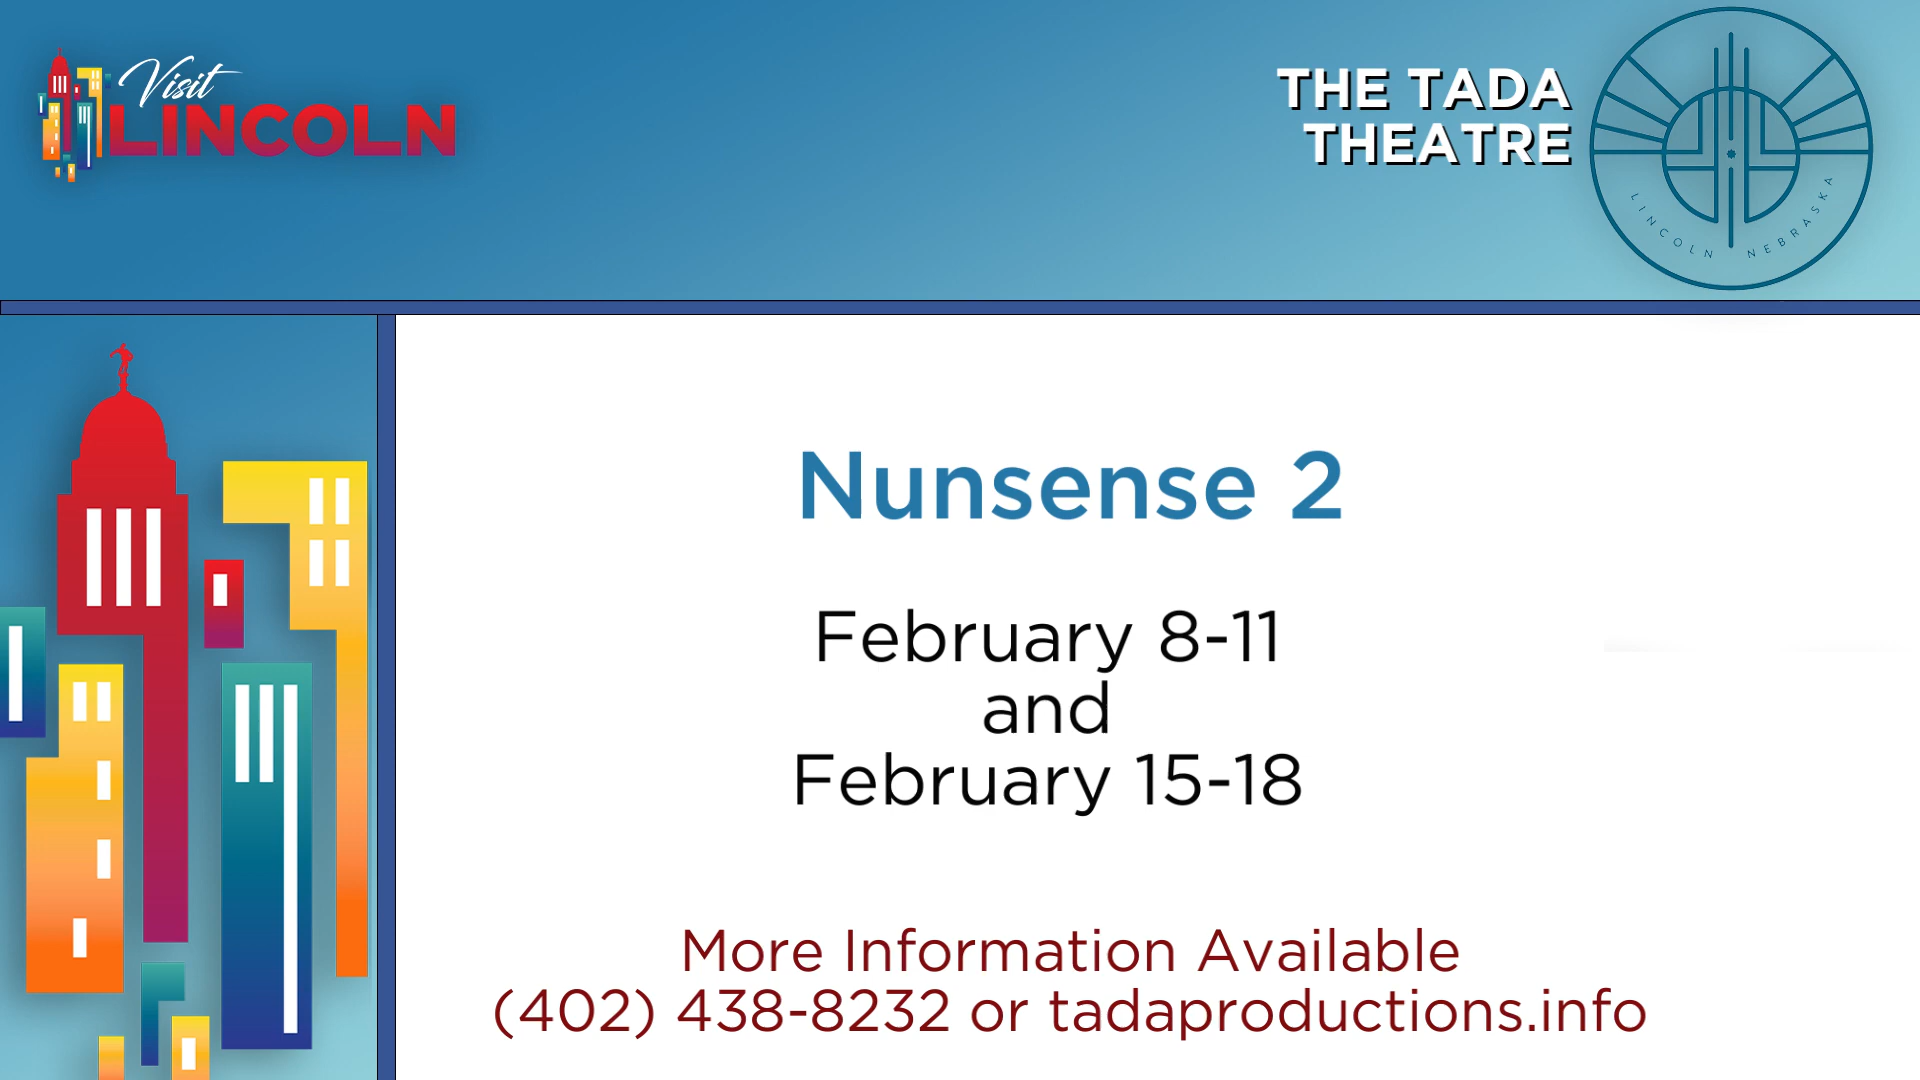 Visit
LINCOLN
THE TADA
THEATRE
LINCOLN NEBRASKA
Nunsense 2
February 8-11
and
February 15-18
More Information Available
(402) 438-8232 or tadaproductions.info